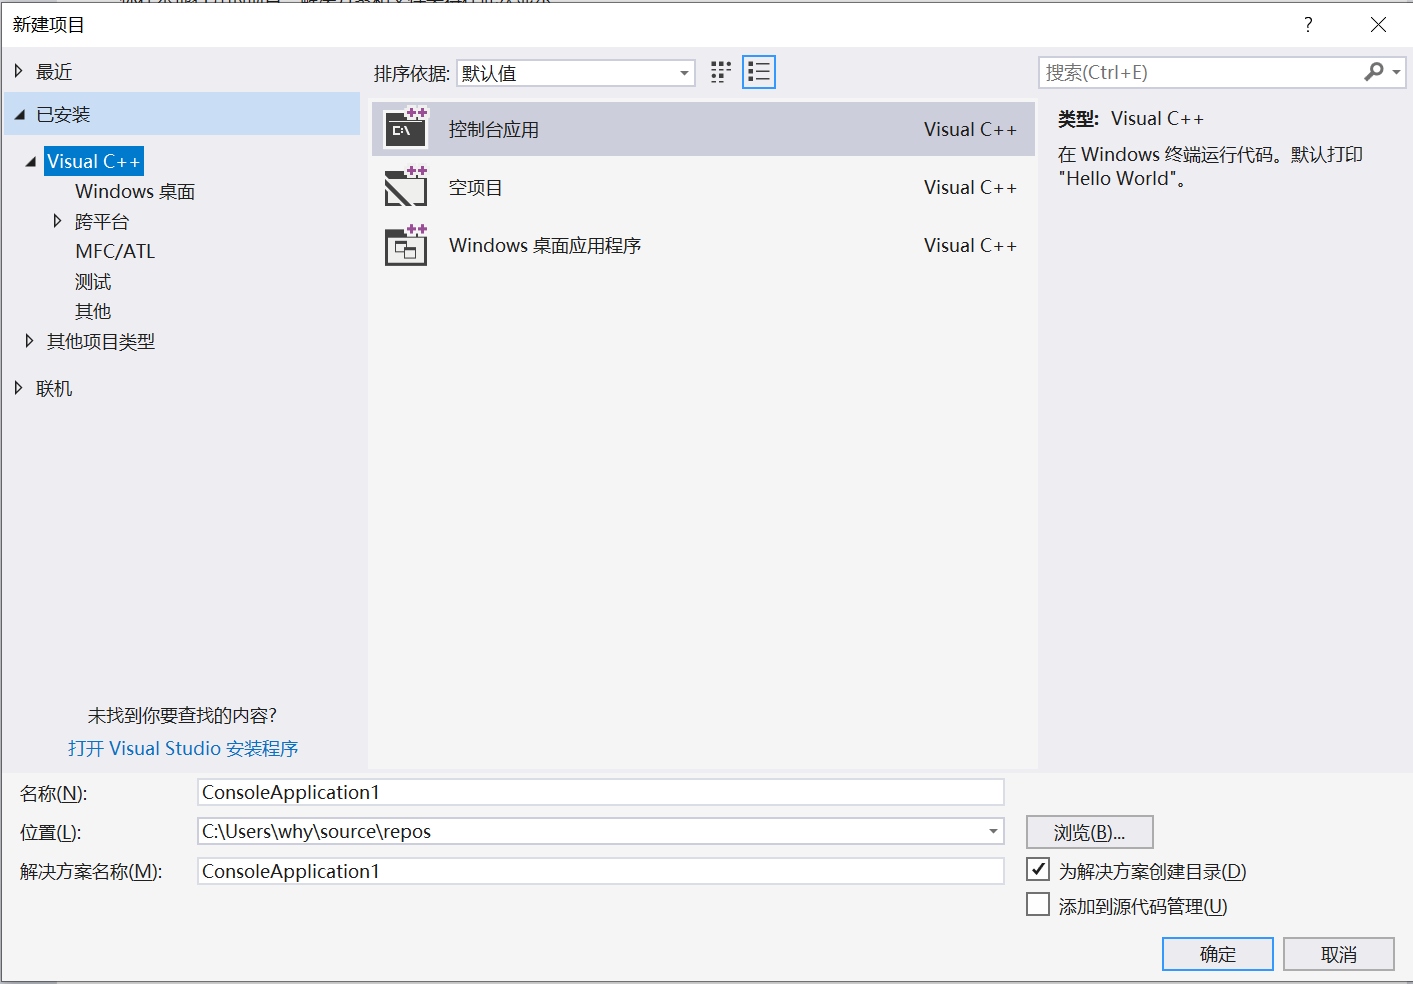 新建项目
?
最近
已安装
Visual C++
Windows 桌面
跨平台
MFC/ATL
测试
其他
其他项目类型
联机
未找到你要查找的内容?
打开 Visual Studio 安装程序
排序依据: 默认值
控制台应用 Visual C++
空项目 Visual C++
Windows 桌面应用程序 Visual C++
搜索(Ctrl+E)
类型: Visual C++
在 Windows 终端运行代码。默认打印
"Hello World"。
名称(N): ConsoleApplication1
位置(L): C:\Users\why\source\repos
浏览(B)...
解决方案名称(M): ConsoleApplication1
为解决方案创建目录(D)
添加到源代码管理(U)
确定 取消